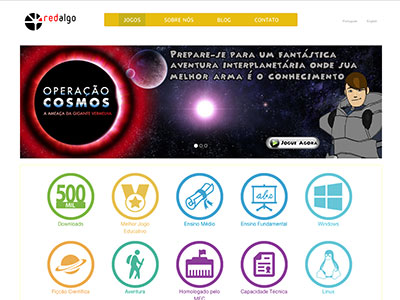 redalgo
JOGOS
SOBRE NÓS
BLOG
CONTATO
Português
English
PREPARE-SE PARA UM FANTÁSTICA
AVENTURA INTERPLANETÁRIA ONDE SUA
MELHOR ARMA É O CONHECIMENTO
OPERAÇÃO
COSMOS
A AMEAÇA DA GIGANTE VERMELHA
JOGUE AGORA
500
MIL
abc
Downloads
Melhor Jogo
Educativo
Ensino Médio
Ensino Fundamental
Windows
Ficção Científica
Aventura
Homologado pelo
MEC
Capacidade Técnica
Linux